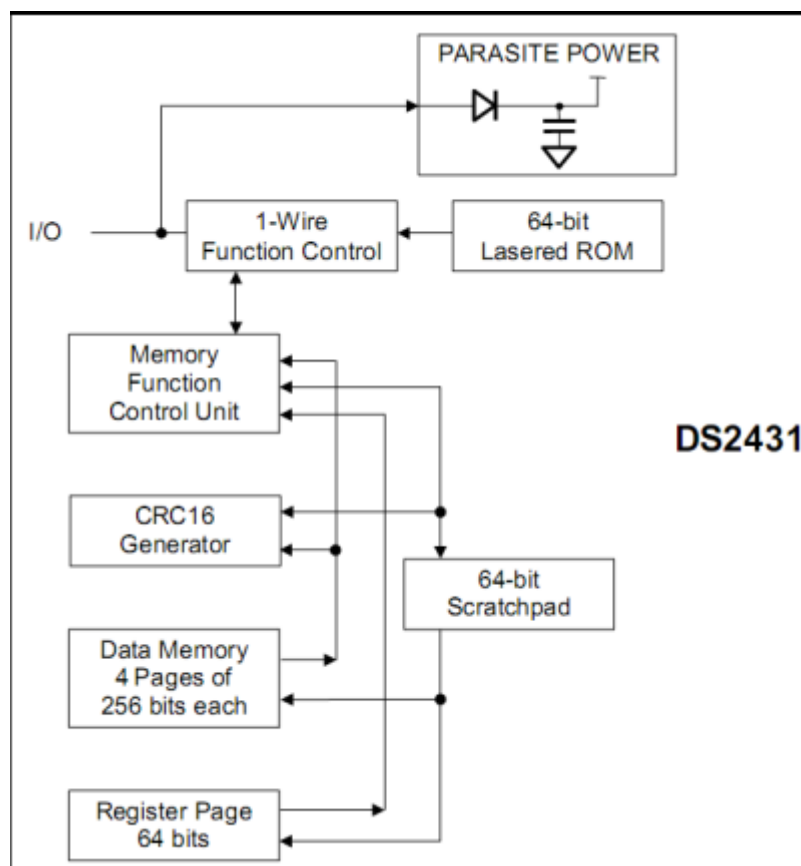 PARASITE POWER
I/O
1-Wire
Function Control
64-bit
Lasered ROM
Memory
Function
Control Unit
DS2431
CRC16
Generator
64-bit
Scratchpad
Data Memory
4 Pages of
256 bits each
Register Page
64 bits